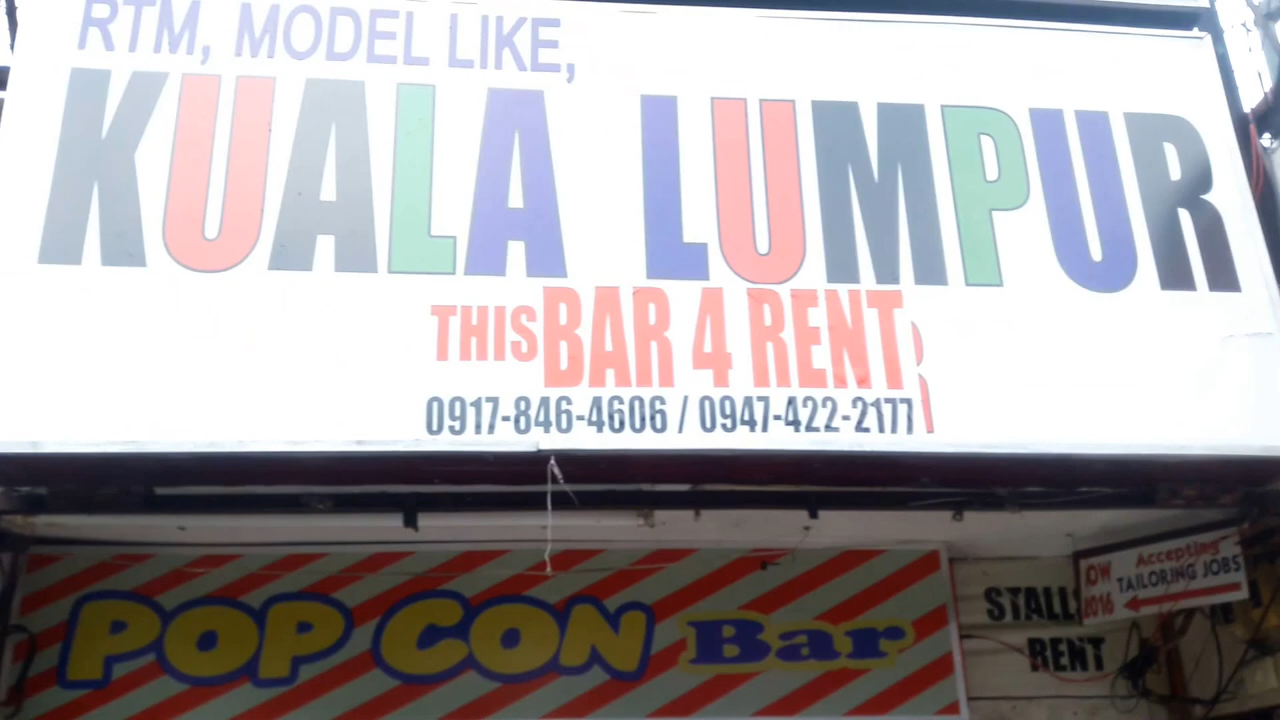 RTM, MODEL LIKE,
KUALA LUMPUR
THIS BAR 4 RENT
0917-846-4606 / 0947-422-2177
POP CON Bar
Accepting
TAILORING JOBS
2016
STALL
RENT